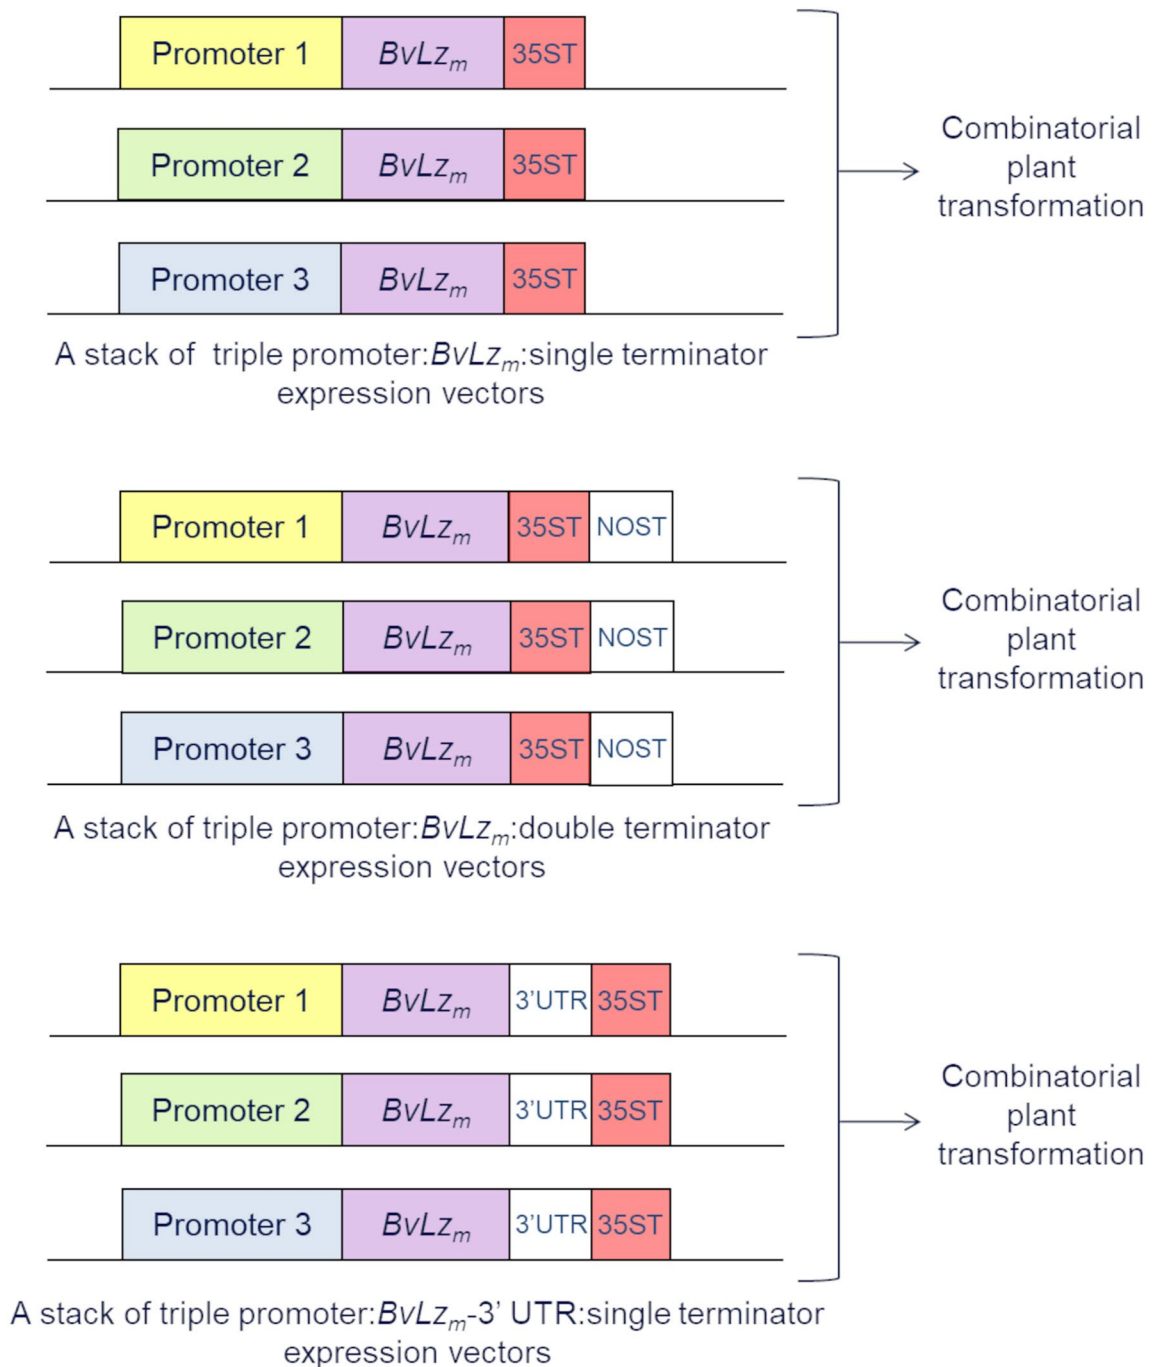 Promoter 1 BvLzm 35ST
Promoter 2 BvLzm 35ST
Promoter 3 BvLzm 35ST
Combinatorial
plant
transformation
A stack of triple promoter:BvLzm:single terminator
expression vectors
Promoter 1 BvLzm 35ST NOST
Promoter 2 BvLzm 35ST NOST
Promoter 3 BvLzm 35ST NOST
Combinatorial
plant
transformation
A stack of triple promoter:BvLzm:double terminator
expression vectors
Promoter 1 BvLzm 3'UTR 35ST
Promoter 2 BvLzm 3'UTR 35ST
Promoter 3 BvLzm 3'UTR 35ST
Combinatorial
plant
transformation
A stack of triple promoter:BvLzm-3' UTR:single terminator
expression vectors